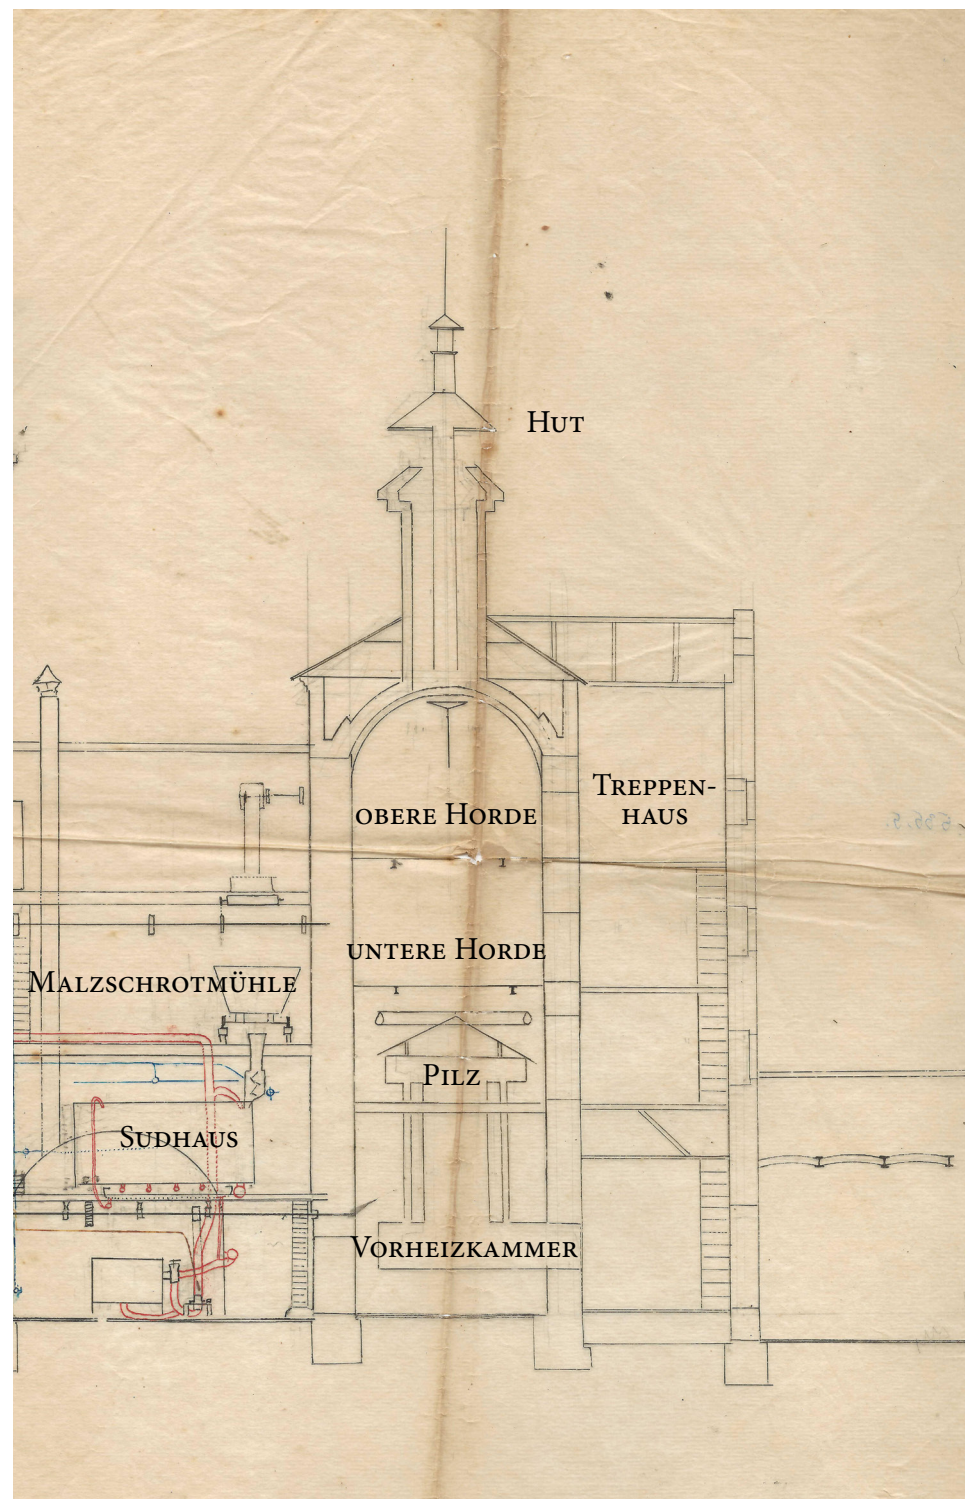 Hut
Treppen-
haus
obere Horde
untere Horde
Malzschrotmühle
Pilz
Sudhaus
Vorheizkammer